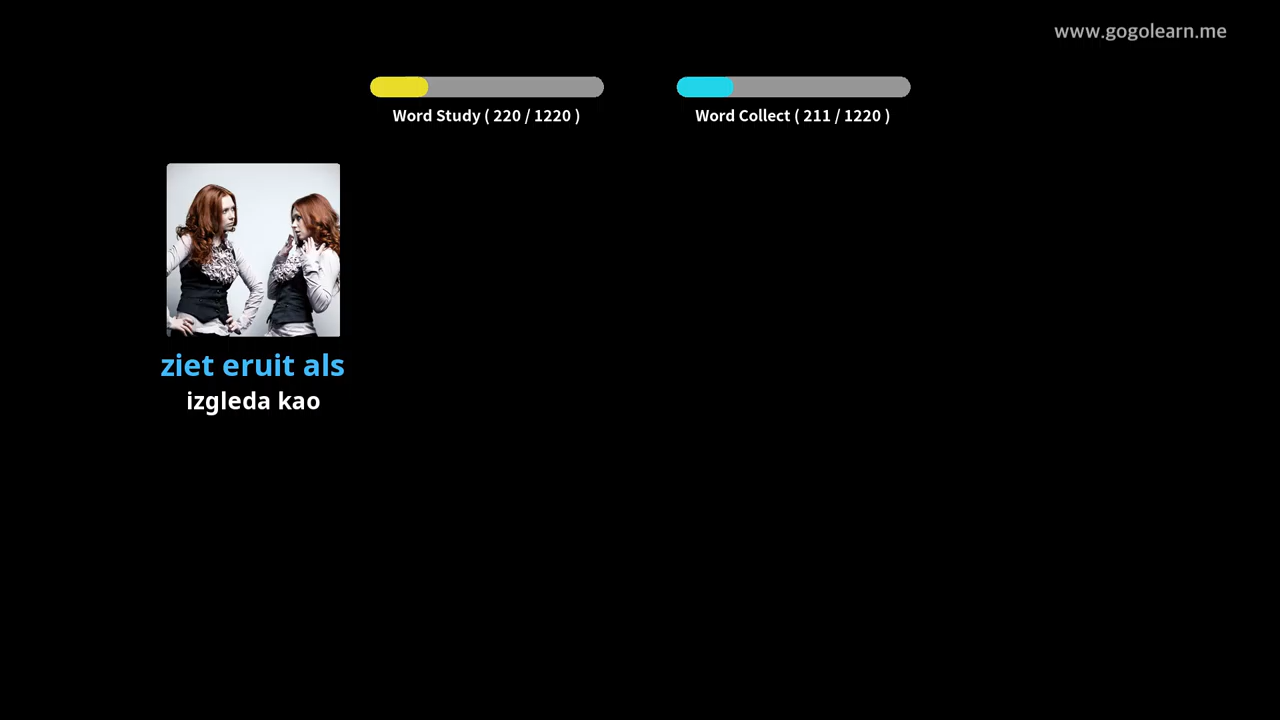 www.gogolearn.me
Word Study ( 220 / 1220 )
Word Collect ( 211 / 1220 )
ziet eruit als
izgleda kao